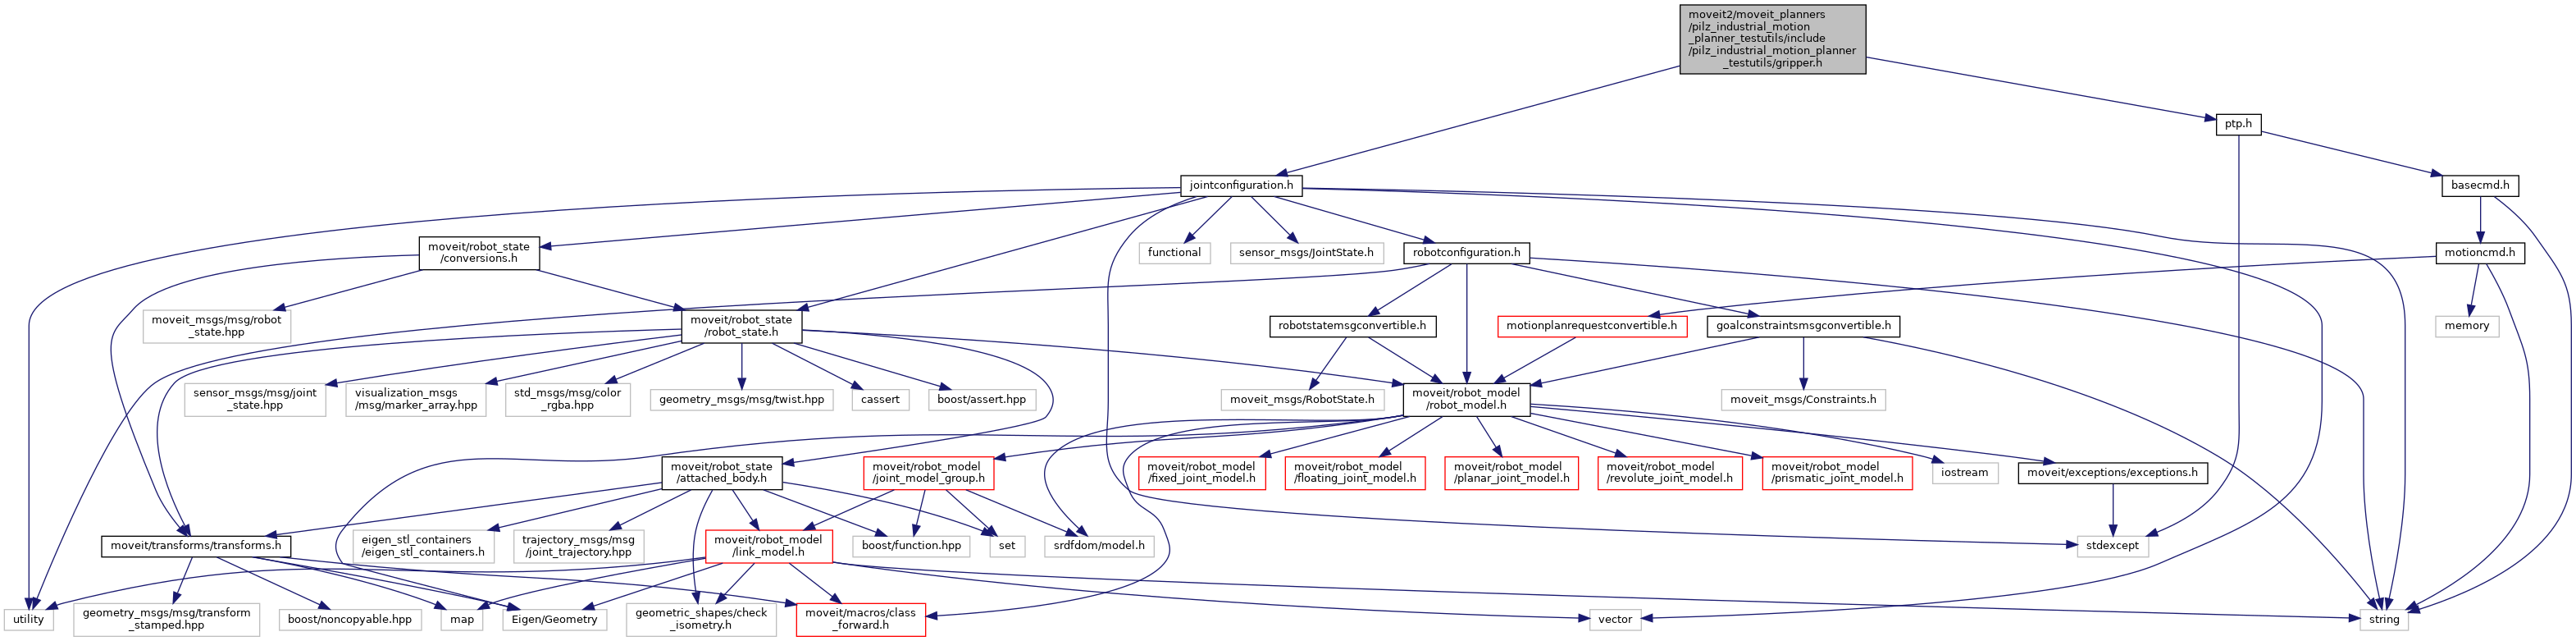 moveit2/moveit_planners
/pilz_industrial_motion
_planner_testutils/include
/pilz_industrial_motion_planner
_testutils/gripper.h
ptp.h
jointconfiguration.h
basecmd.h
moveit/robot_state
/conversions.h
functional
sensor_msgs/JointState.h
robotconfiguration.h
motioncmd.h
moveit_msgs/msg/robot
_state.hpp
moveit/robot_state
/robot_state.h
robotstatemsgconvertible.h
motionplanrequestconvertible.h
goalconstraintsmsgconvertible.h
memory
sensor_msgs/msg/joint
_state.hpp
visualization_msgs
/msg/marker_array.hpp
std_msgs/msg/color
_rgba.hpp
geometry_msgs/msg/twist.hpp
cassert
boost/assert.hpp
moveit_msgs/RobotState.h
moveit/robot_model
/robot_model.h
moveit_msgs/Constraints.h
moveit/robot_state
/attached_body.h
moveit/robot_model
/joint_model_group.h
moveit/robot_model
/fixed_joint_model.h
moveit/robot_model
/floating_joint_model.h
moveit/robot_model
/planar_joint_model.h
moveit/robot_model
/revolute_joint_model.h
moveit/robot_model
/prismatic_joint_model.h
iostream
moveit/exceptions/exceptions.h
moveit/transforms/transforms.h
eigen_stl_containers
/eigen_stl_containers.h
trajectory_msgs/msg
/joint_trajectory.hpp
moveit/robot_model
/link_model.h
boost/function.hpp
set
srdfdom/model.h
stdexcept
utility
geometry_msgs/msg/transform
_stamped.hpp
boost/noncopyable.hpp
map
Eigen/Geometry
geometric_shapes/check
_isometry.h
moveit/macros/class
_forward.h
vector
string